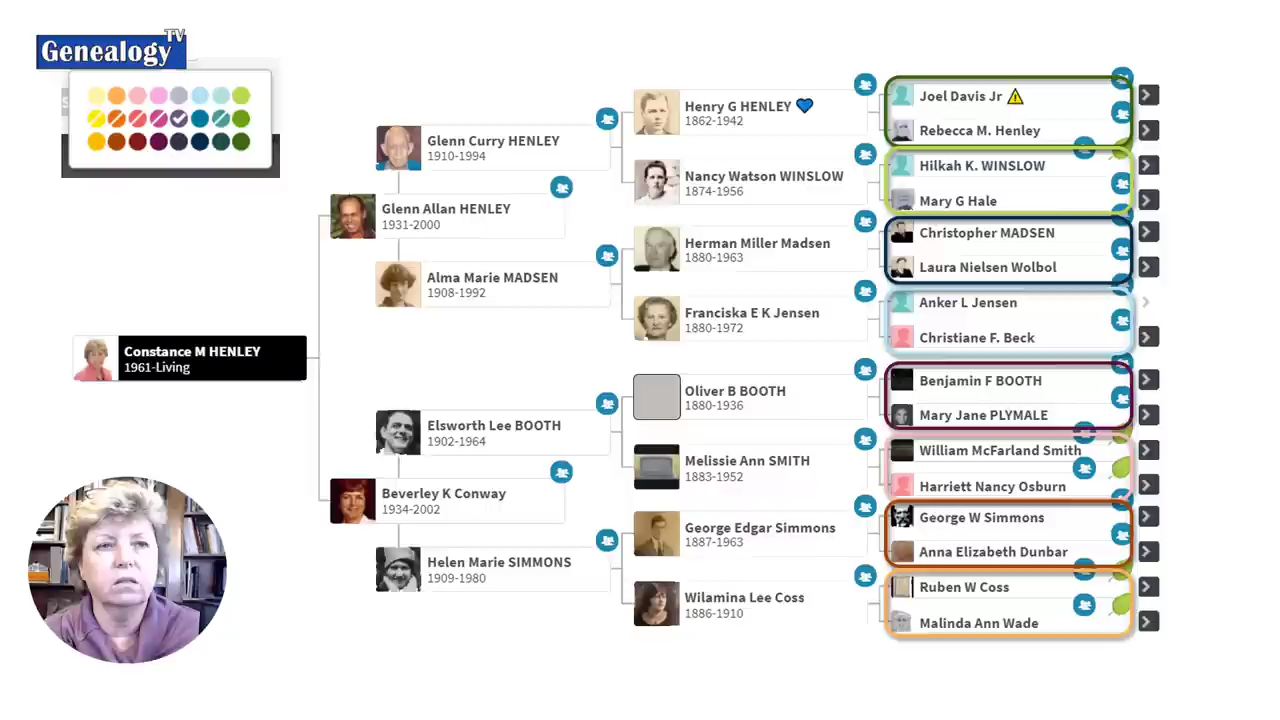 Genealogy TV
Henry G HENLEY
1862-1942
Joel Davis Jr
Rebecca M. Henley
Glenn Curry HENLEY
1910-1994
Nancy Watson WINSLOW
1874-1956
Hilkah K. WINSLOW
Mary G Hale
Glenn Allan HENLEY
1931-2000
Herman Miller Madsen
1880-1963
Christopher MADSEN
Laura Nielsen Wolbol
Alma Marie MADSEN
1908-1992
Franciska E K Jensen
1880-1972
Anker L Jensen
Christiane F. Beck
Constance M HENLEY
1961-Living
Oliver B BOOTH
1880-1936
Benjamin F BOOTH
Mary Jane PLYMALE
Elsworth Lee BOOTH
1902-1964
Melissie Ann SMITH
1883-1952
William McFarland Smith
Harriett Nancy Osburn
Beverley K Conway
1934-2002
George Edgar Simmons
1887-1963
George W Simmons
Anna Elizabeth Dunbar
Helen Marie SIMMONS
1909-1980
Wilamina Lee Coss
1886-1910
Ruben W Coss
Malinda Ann Wade